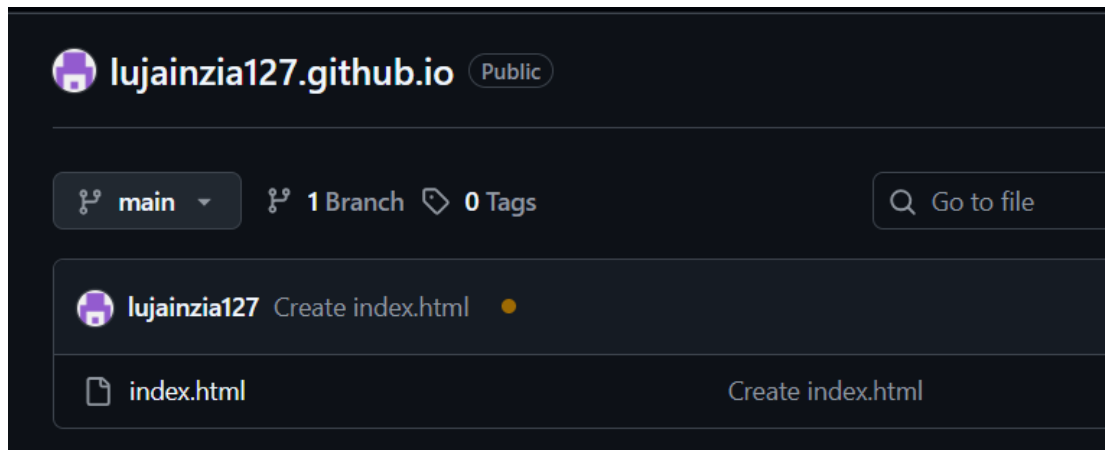 lujainzia127.github.io Public
main 1 Branch 0 Tags Go to file
lujainzia127 Create index.html
index.html Create index.html